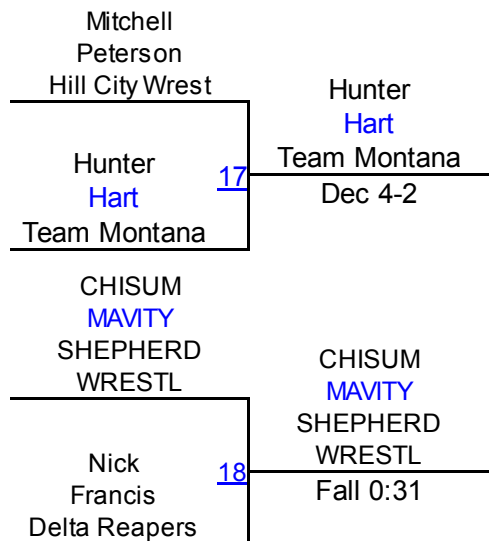 Mitchell
Peterson
Hill City Wrest
Hunter
Hart
Team Montana
17
Hunter
Hart
Team Montana
Dec 4-2
CHISUM
MAVITY
SHEPHERD
WRESTL
Nick
Francis
Delta Reapers
18
CHISUM
MAVITY
SHEPHERD
WRESTL
Fall 0:31